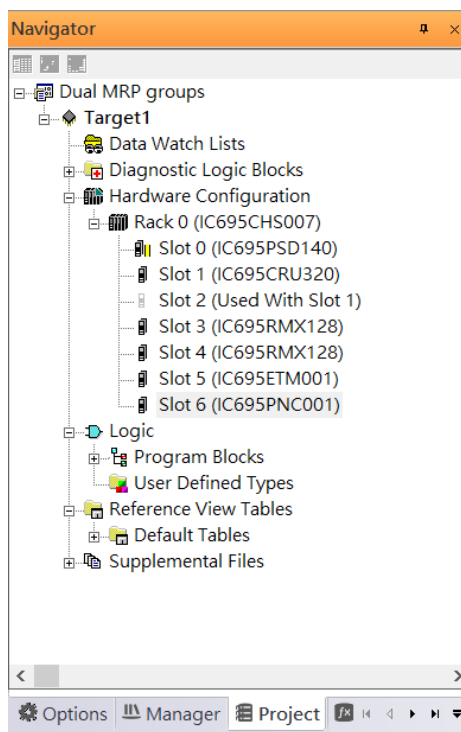 Navigator
Dual MRP groups
Target1
Data Watch Lists
Diagnostic Logic Blocks
Hardware Configuration
Rack 0 (IC695CHS007)
Slot 0 (IC695PSD140)
Slot 1 (IC695CRU320)
Slot 2 (Used With Slot 1)
Slot 3 (IC695RMX128)
Slot 4 (IC695RMX128)
Slot 5 (IC695ETM001)
Slot 6 (IC695PNC001)
Logic
Program Blocks
User Defined Types
Reference View Tables
Default Tables
Supplemental Files
Options Manager Project fx